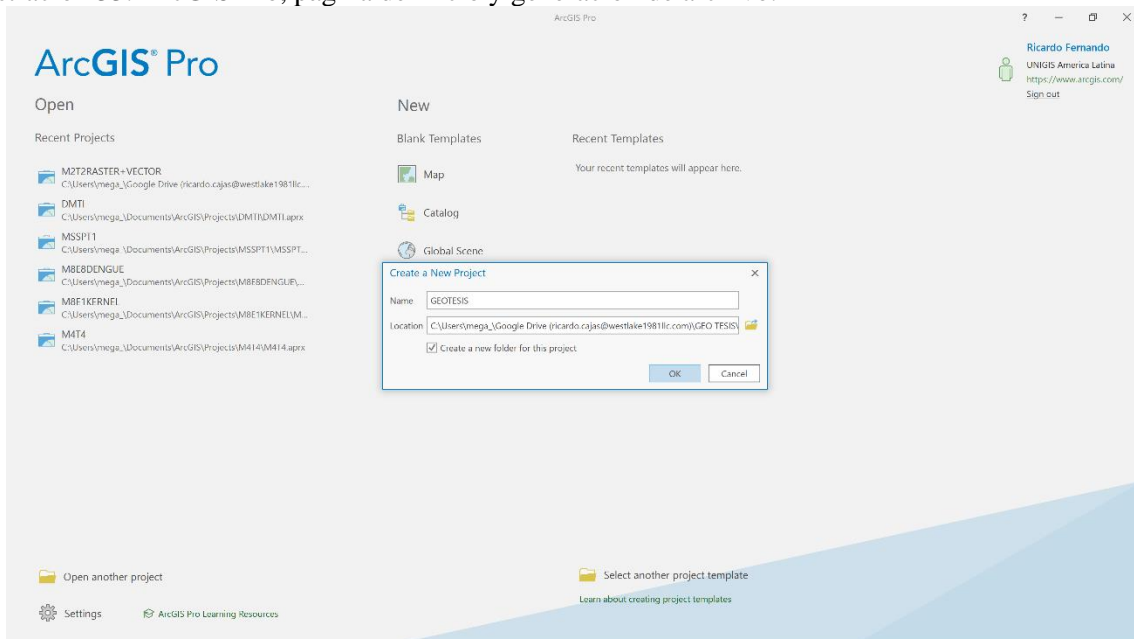 ArcGIS Pro, página de
ArcGIS Pro
? — ×
ArcGIS® Pro
Ricardo Fernando
UNIGIS America Latina
https://www.arcgis.com/
Sign out
Open
Recent Projects
M2T2RASTER+VECTOR
C:\Users\mega_\Google Drive (ricardo.cajas@westlake1981llc....
DMTI
C:\Users\mega_\Documents\ArcGIS\Projects\DMTI\DMTI.aprx
MSSPT1
C:\Users\mega_\Documents\ArcGIS\Projects\MSSPT1\MSSPT...
M8E8DENGUE
C:\Users\mega_\Documents\ArcGIS\Projects\M8E8DENGUE\...
M8E1KERNEL
C:\Users\mega_\Documents\ArcGIS\Projects\M8E1KERNEL\M...
M4T4
C:\Users\mega_\Documents\ArcGIS\Projects\M4T4\M4T4.aprx
New
Blank Templates
Map
Catalog
Global Scene
Recent Templates
Your recent templates will appear here.
Create a New Project ×
Name GEOTESIS
Location C:\Users\mega_\Google Drive (ricardo.cajas@westlake1981llc.com)\GEO TESIS\
Create a new folder for this project
OK Cancel
Open another project
Settings ArcGIS Pro Learning Resources
Select another project template
Learn about creating project templates